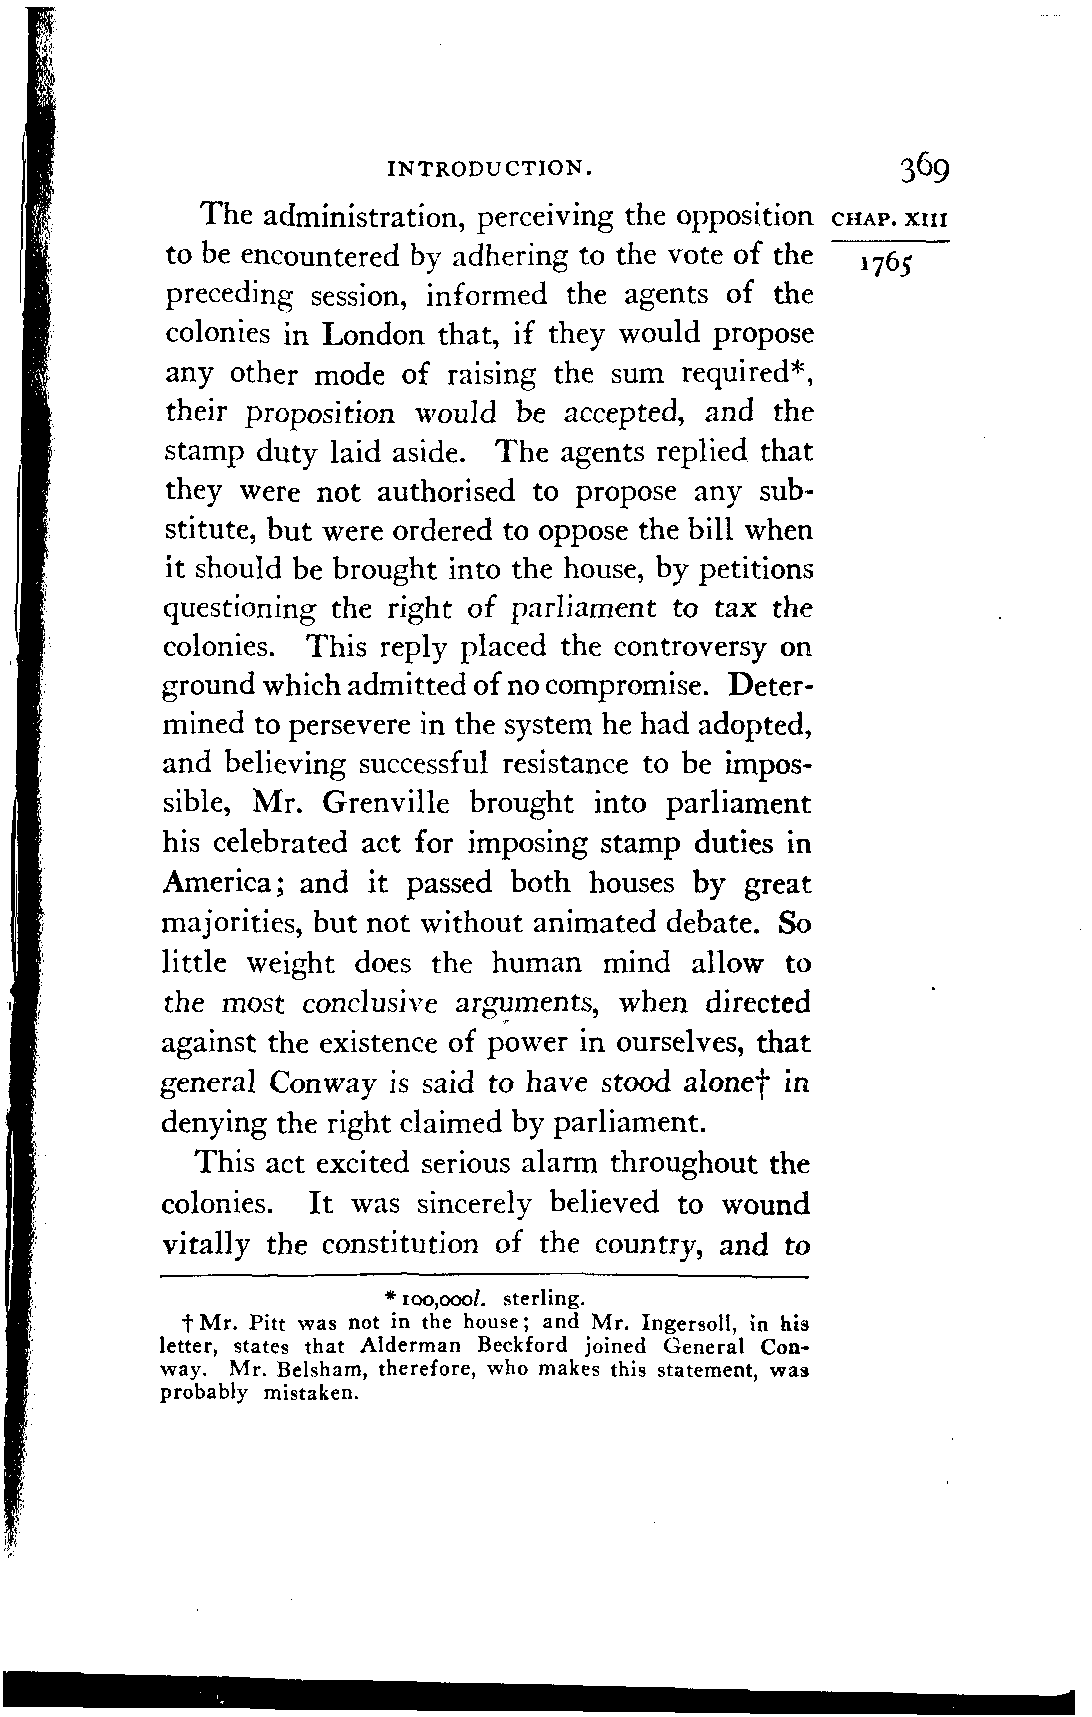 INTRODUCTION. 369
The administration, perceiving the opposition CHAP. XIII
to be encountered by adhering to the vote of the 1765
preceding session, informed the agents of the
colonies in London that, if they would propose
any other mode of raising the sum required*,
their proposition would be accepted, and the
stamp duty laid aside. The agents replied that
they were not authorised to propose any sub-
stitute, but were ordered to oppose the bill when
it should be brought into the house, by petitions
questioning the right of parliament to tax the
colonies. This reply placed the controversy on
ground which admitted of no compromise. Deter-
mined to persevere in the system he had adopted,
and believing successful resistance to be impos-
sible, Mr. Grenville brought into parliament
his celebrated act for imposing stamp duties in
America; and it passed both houses by great
majorities, but not without animated debate. So
little weight does the human mind allow to
the most conclusive arguments, when directed
against the existence of power in ourselves, that
general Conway is said to have stood alone† in
denying the right claimed by parliament.
This act excited serious alarm throughout the
colonies. It was sincerely believed to wound
vitally the constitution of the country, and to
* 100,000l. sterling.
† Mr. Pitt was not in the house; and Mr. Ingersoll, in his
letter, states that Alderman Beckford joined General Con-
way. Mr. Belsham, therefore, who makes this statement, was
probably mistaken.